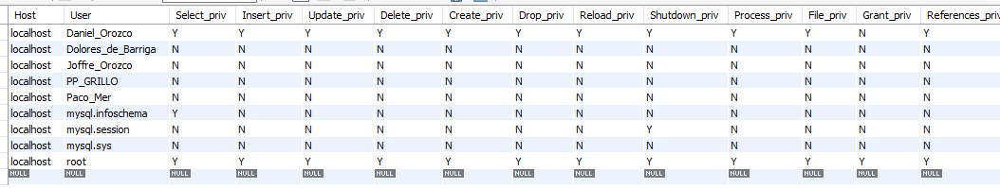 Host User Select_priv Insert_priv Update_priv Delete_priv Create_priv Drop_priv Reload_priv Shutdown_priv Process_priv File_priv Grant_priv References_priv
localhost Daniel_Orozco Y Y Y Y Y Y Y Y Y Y N Y
localhost Dolores_de_Barriga N N N N N N N N N N N N
localhost Joffre_Orozco N N N N N N N N N N N N
localhost PP_GRILLO N N N N N N N N N N N N
localhost Paco_Mer N N N N N N N N N N N N
localhost mysql.infoschema Y N N N N N N N N N N N
localhost mysql.session N N N N N N N Y N N N N
localhost mysql.sys N N N N N N N N N N N N
localhost root Y Y Y Y Y Y Y Y Y Y Y Y
NULL NULL NULL NULL NULL NULL NULL NULL NULL NULL NULL NULL NULL NULL